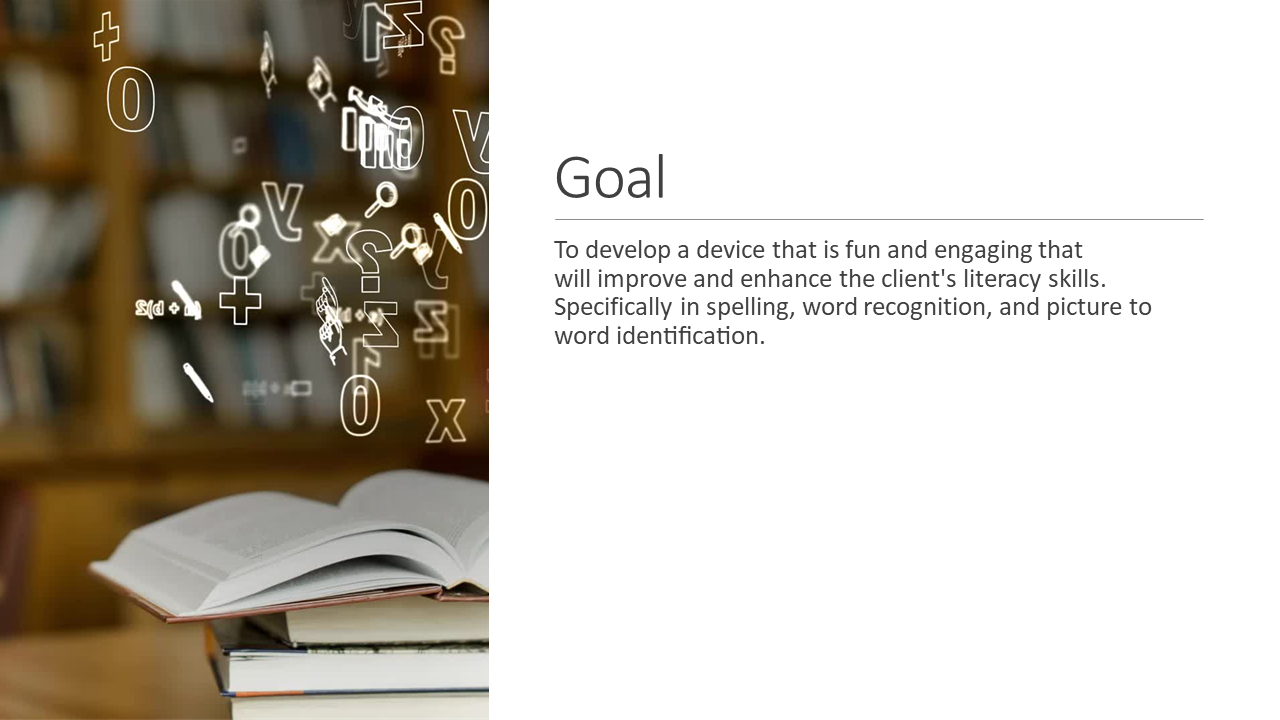 Goal
To develop a device that is fun and engaging that
will improve and enhance the client's literacy skills.
Specifically in spelling, word recognition, and picture to
word identification.